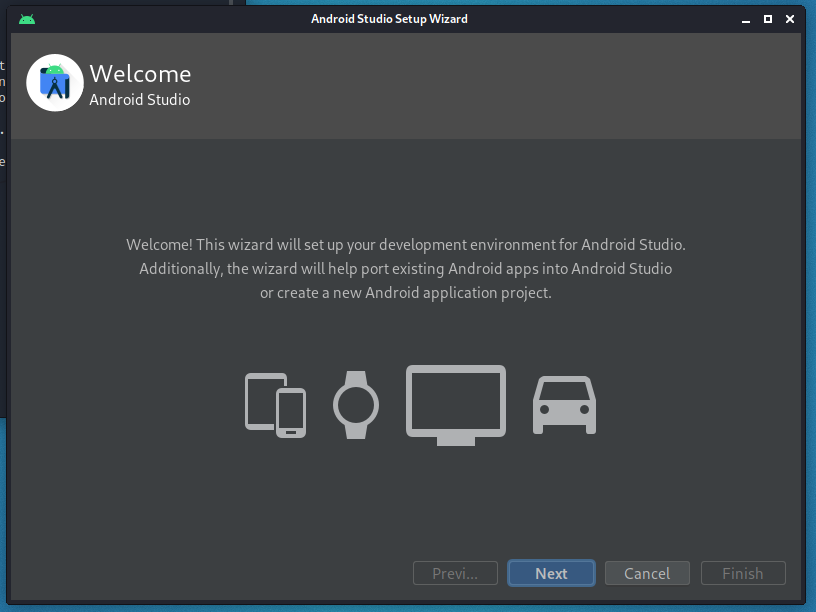 Android Studio Setup Wizard
Welcome
Android Studio
Welcome! This wizard will set up your development environment for Android Studio.
Additionally, the wizard will help port existing Android apps into Android Studio
or create a new Android application project.
Previ... Next Cancel Finish